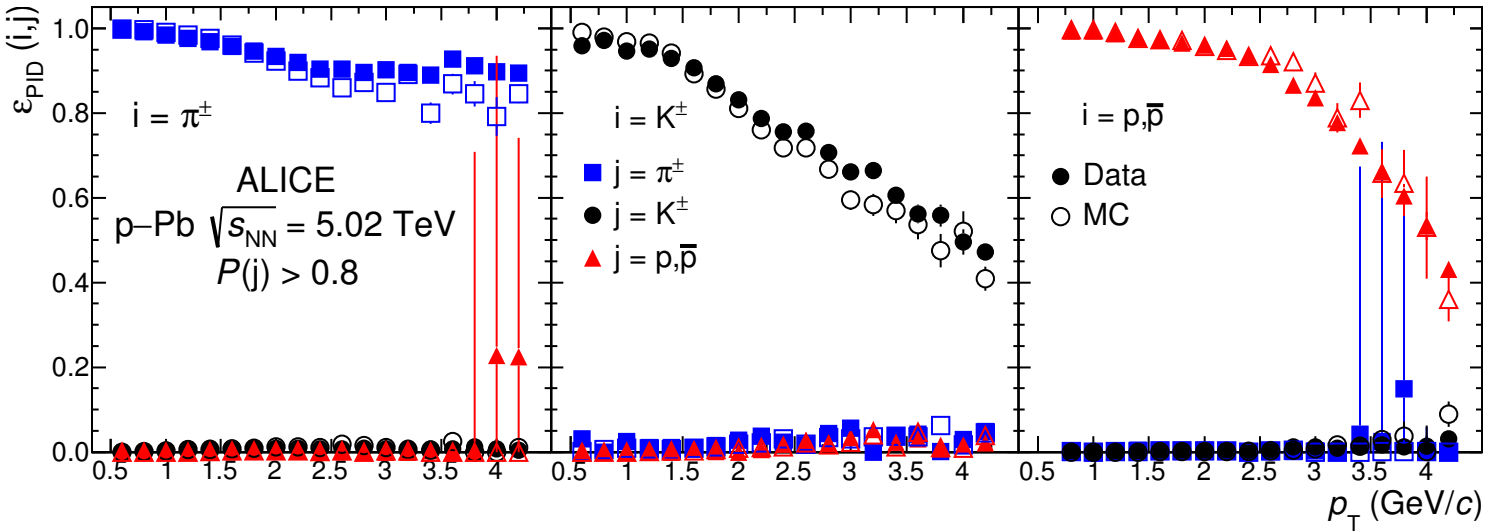 ε_PID (i,j)
1.0
0.8
0.6
0.4
0.2
0.0
i = π±
ALICE
p–Pb √s_NN = 5.02 TeV
P(j) > 0.8
0.5 1 1.5 2 2.5 3 3.5 4
i = K±
j = π±
j = K±
j = p,p̅
0.5 1 1.5 2 2.5 3 3.5 4
i = p,p̅
Data
MC
0.5 1 1.5 2 2.5 3 3.5 4
p_T (GeV/c)